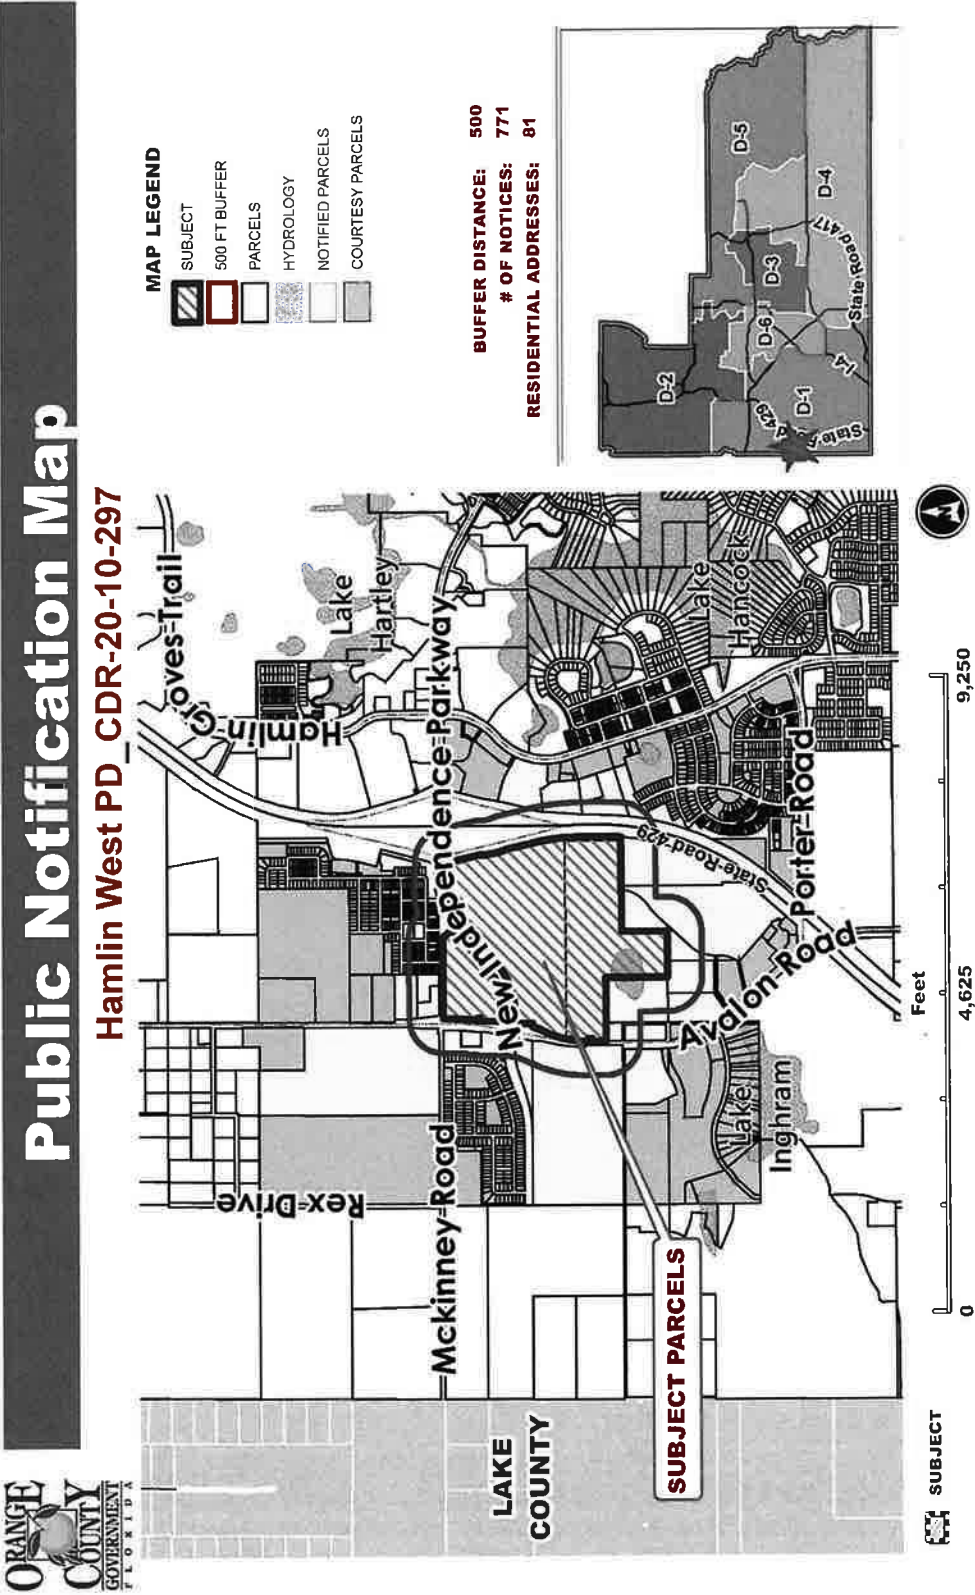 ORANGE
COUNTY
GOVERNMENT
FLORIDA
Public Notification Map
Hamlin West PD_CDR-20-10-297
MAP LEGEND
SUBJECT
500 FT BUFFER
PARCELS
HYDROLOGY
NOTIFIED PARCELS
COURTESY PARCELS
BUFFER DISTANCE: 500
# OF NOTICES: 771
RESIDENTIAL ADDRESSES: 81
Hamlin-Groves-Trail
Lake
Hartley
New-Independence-Parkway
Rex-Drive
Mckinney-Road
State-Road-429
Lake
Hancock
Porter-Road
Avalon-Road
Lake
Inghram
LAKE
COUNTY
SUBJECT PARCELS
D-2
D-5
D-4
D-3
D-6
D-1
State-Road 417
I-4
State
429
SUBJECT
Feet
0
4,625
9,250
N